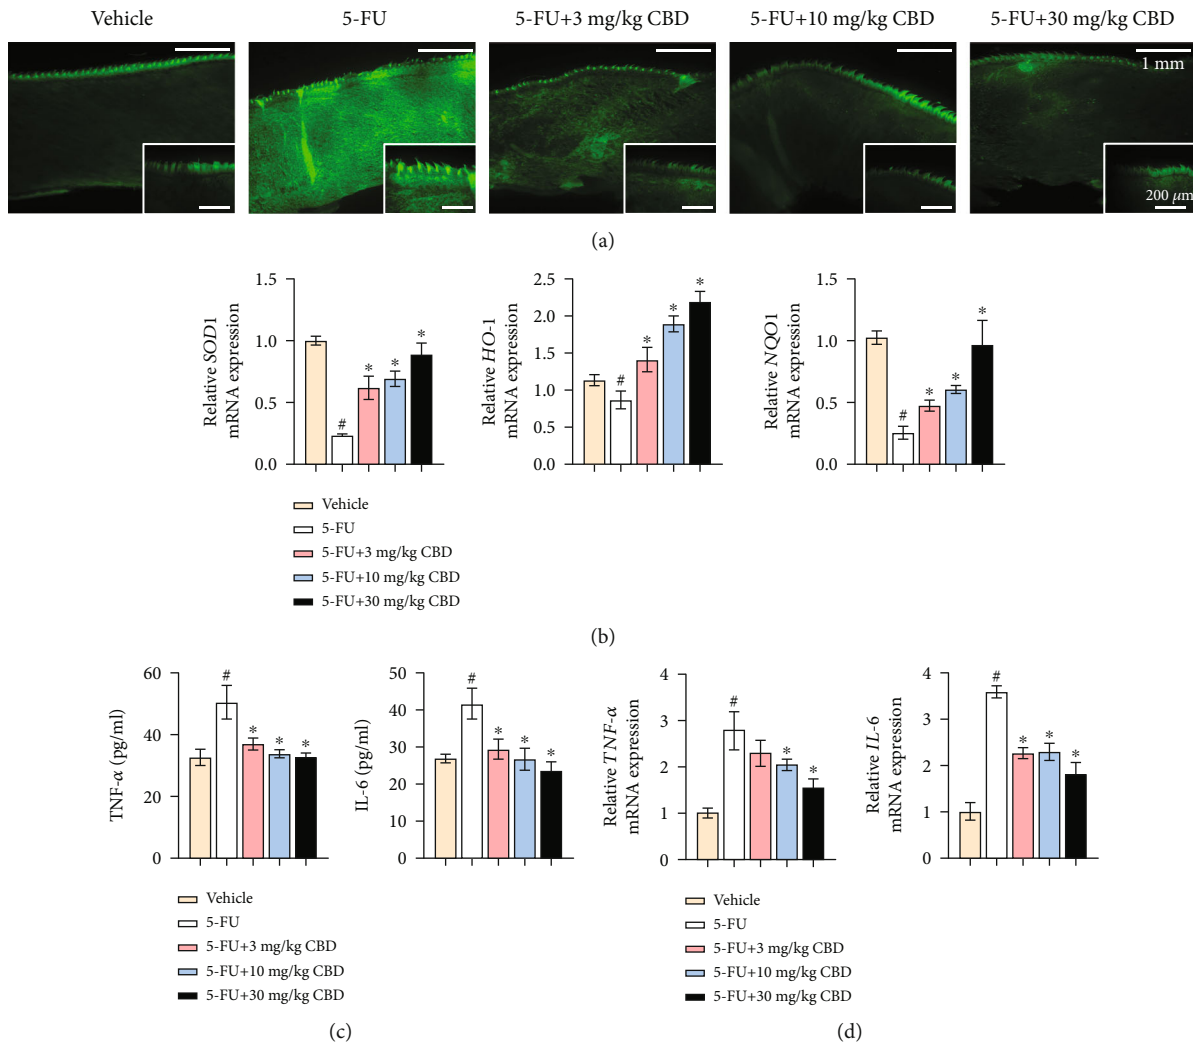 Vehicle
5-FU
5-FU+3 mg/kg CBD
5-FU+10 mg/kg CBD
5-FU+30 mg/kg CBD
1 mm
200 μm
(a)
Relative SOD1
mRNA expression
1.5
1.0
0.5
0.0
#
*
*
*
Relative HO-1
mRNA expression
2.5
2.0
1.5
1.0
0.5
0.0
#
*
*
*
Relative NQO1
mRNA expression
1.5
1.0
0.5
0.0
#
*
*
*
Vehicle
5-FU
5-FU+3 mg/kg CBD
5-FU+10 mg/kg CBD
5-FU+30 mg/kg CBD
(b)
TNF-α (pg/ml)
60
40
20
0
#
*
*
*
IL-6 (pg/ml)
50
40
30
20
10
0
#
*
*
*
Vehicle
5-FU
5-FU+3 mg/kg CBD
5-FU+10 mg/kg CBD
5-FU+30 mg/kg CBD
(c)
Relative TNF-α
mRNA expression
4
3
2
1
0
#
*
*
Relative IL-6
mRNA expression
4
3
2
1
0
#
*
*
*
Vehicle
5-FU
5-FU+3 mg/kg CBD
5-FU+10 mg/kg CBD
5-FU+30 mg/kg CBD
(d)